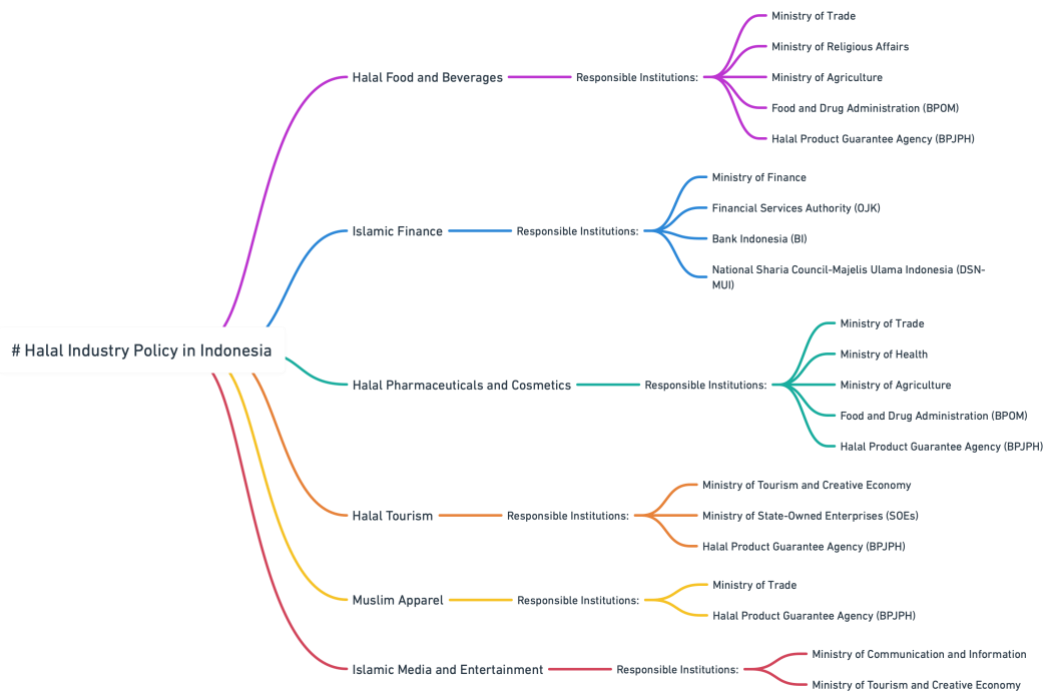 # Halal Industry Policy in Indonesia
Halal Food and Beverages
Responsible Institutions:
Ministry of Trade
Ministry of Religious Affairs
Ministry of Agriculture
Food and Drug Administration (BPOM)
Halal Product Guarantee Agency (BPJPH)
Islamic Finance
Responsible Institutions:
Ministry of Finance
Financial Services Authority (OJK)
Bank Indonesia (BI)
National Sharia Council-Majelis Ulama Indonesia (DSN-
MUI)
Halal Pharmaceuticals and Cosmetics
Responsible Institutions:
Ministry of Trade
Ministry of Health
Ministry of Agriculture
Food and Drug Administration (BPOM)
Halal Product Guarantee Agency (BPJPH)
Halal Tourism
Responsible Institutions:
Ministry of Tourism and Creative Economy
Ministry of State-Owned Enterprises (SOEs)
Halal Product Guarantee Agency (BPJPH)
Muslim Apparel
Responsible Institutions:
Ministry of Trade
Halal Product Guarantee Agency (BPJPH)
Islamic Media and Entertainment
Responsible Institutions:
Ministry of Communication and Information
Ministry of Tourism and Creative Economy